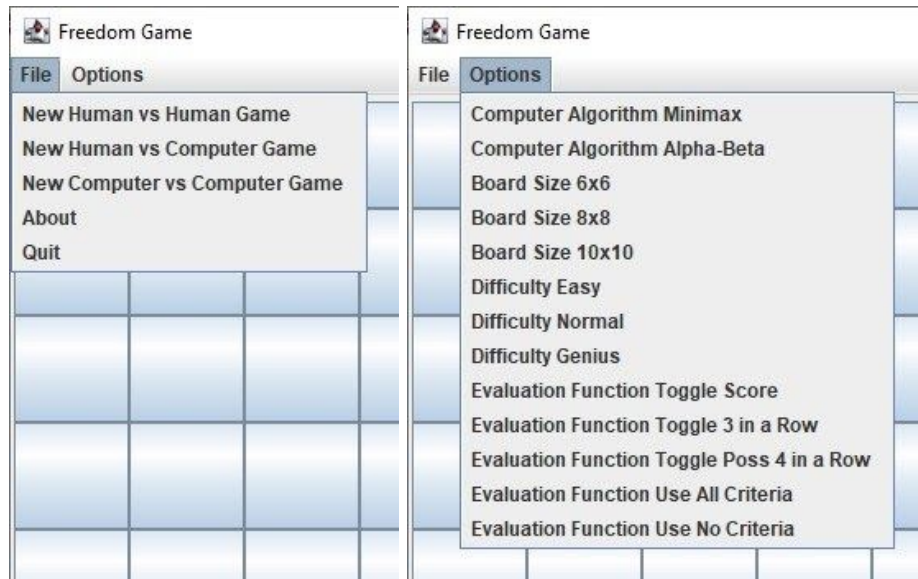 Freedom Game
File Options
New Human vs Human Game
New Human vs Computer Game
New Computer vs Computer Game
About
Quit
Freedom Game
File Options
Computer Algorithm Minimax
Computer Algorithm Alpha-Beta
Board Size 6x6
Board Size 8x8
Board Size 10x10
Difficulty Easy
Difficulty Normal
Difficulty Genius
Evaluation Function Toggle Score
Evaluation Function Toggle 3 in a Row
Evaluation Function Toggle Poss 4 in a Row
Evaluation Function Use All Criteria
Evaluation Function Use No Criteria